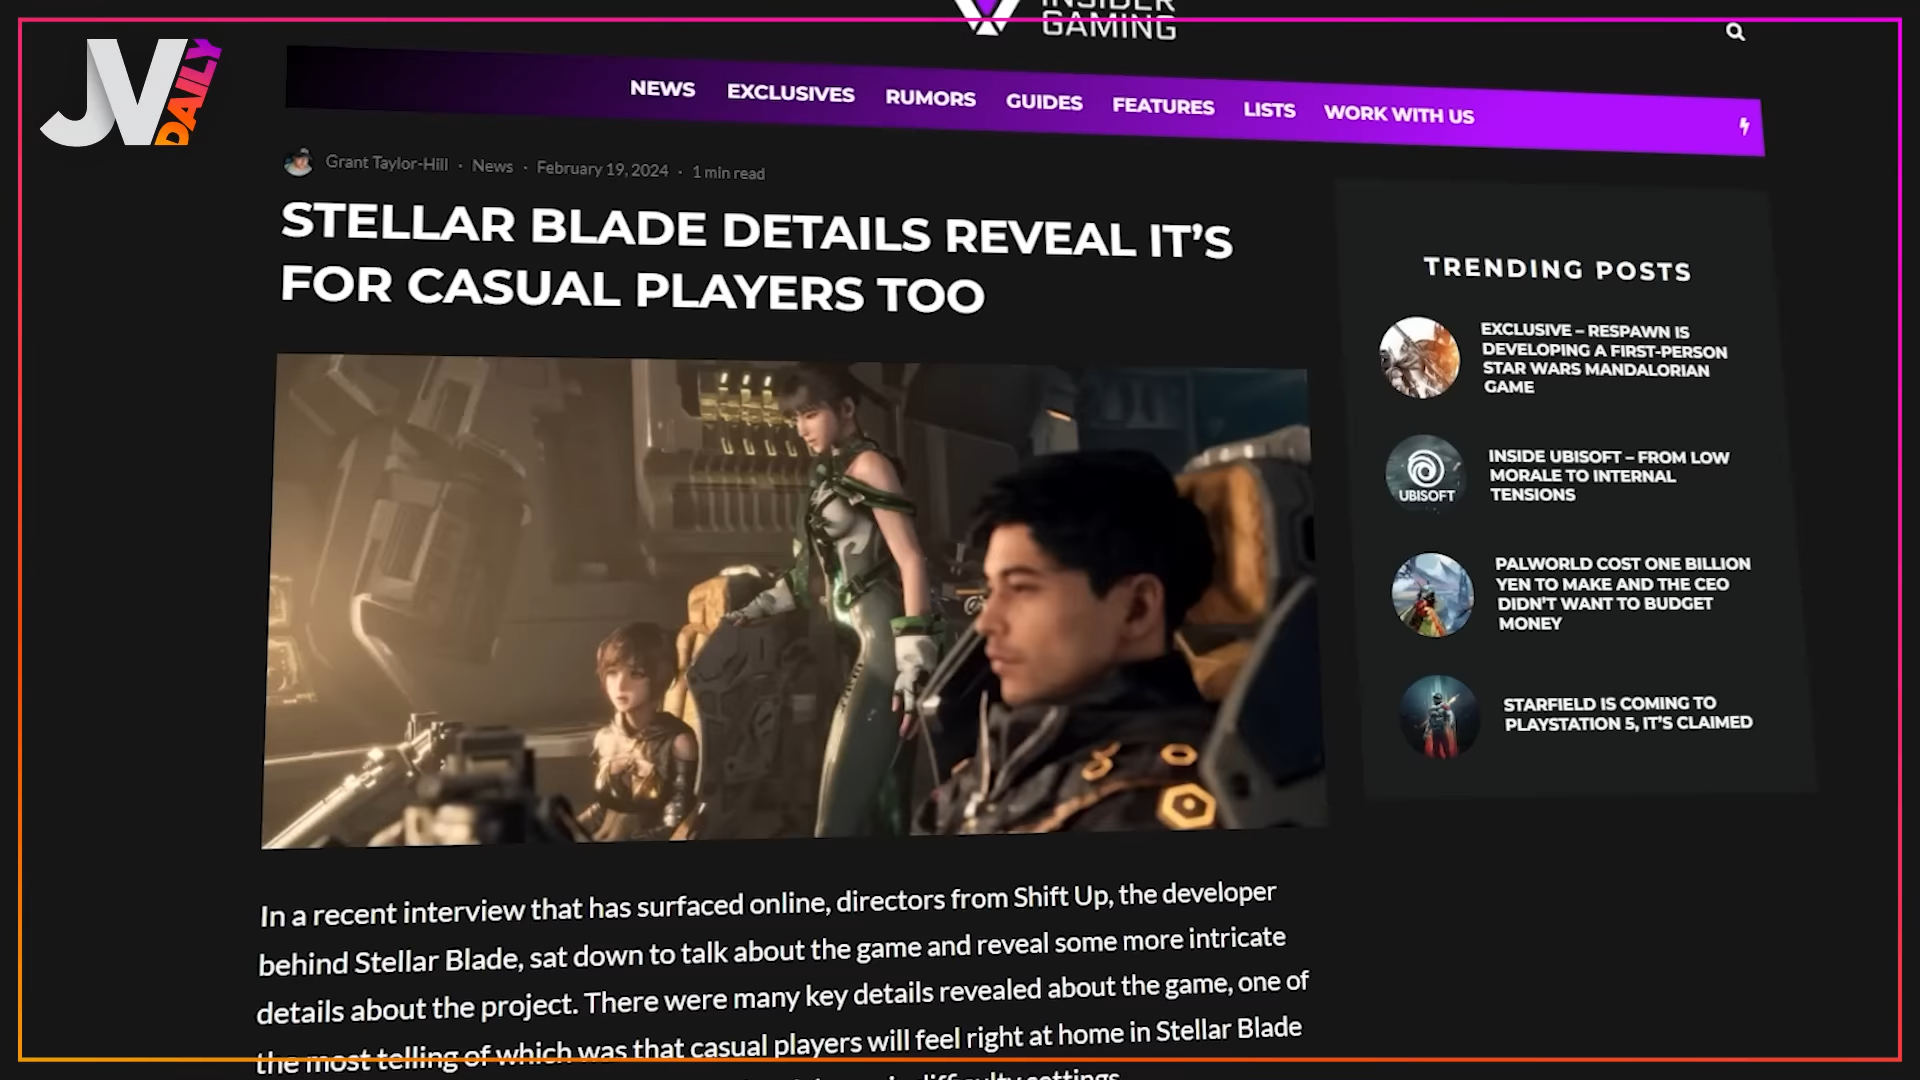 JV
DAILY
INSIDER
GAMING
NEWS EXCLUSIVES RUMORS GUIDES FEATURES LISTS WORK WITH US
Grant Taylor-Hill · News · February 19, 2024 · 1 min read
STELLAR BLADE DETAILS REVEAL IT’S
FOR CASUAL PLAYERS TOO
In a recent interview that has surfaced online, directors from Shift Up, the developer
behind Stellar Blade, sat down to talk about the game and reveal some more intricate
details about the project. There were many key details revealed about the game, one of
the most telling of which was that casual players will feel right at home in Stellar Blade
difficulty settings.
TRENDING POSTS
EXCLUSIVE – RESPAWN IS
DEVELOPING A FIRST-PERSON
STAR WARS MANDALORIAN
GAME
UBISOFT
INSIDE UBISOFT – FROM LOW
MORALE TO INTERNAL
TENSIONS
PALWORLD COST ONE BILLION
YEN TO MAKE AND THE CEO
DIDN’T WANT TO BUDGET
MONEY
STARFIELD IS COMING TO
PLAYSTATION 5, IT’S CLAIMED